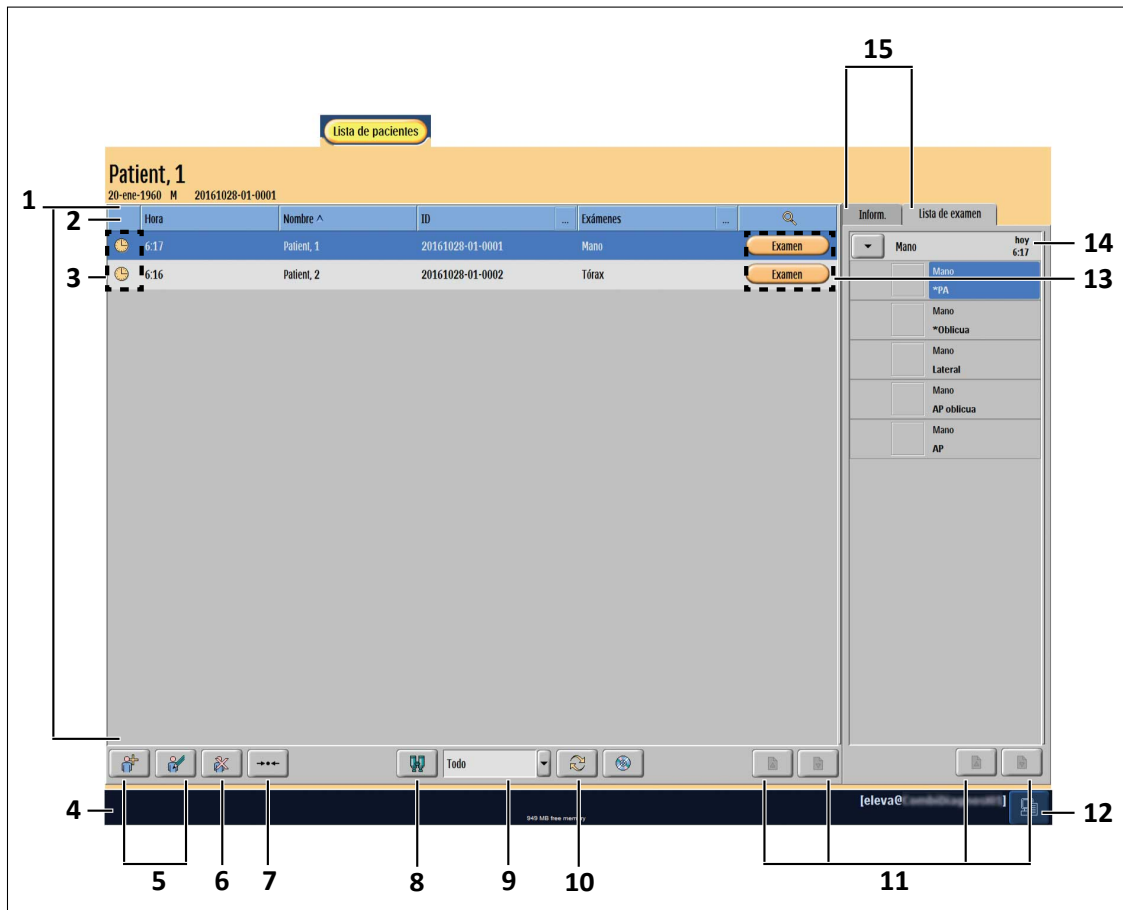 15
Lista de pacientes
Patient, 1
20-ene-1960 M 20161028-01-0001
1
2
Hora Nombre ^ ID ... Exámenes ...
Inform. Lista de examen
6:17 Patient, 1 20161028-01-0001 Mano Examen
Mano hoy
6:17
14
3
6:16 Patient, 2 20161028-01-0002 Tórax Examen
13
Mano
*PA
Mano
*Oblicua
Mano
Lateral
Mano
AP oblicua
Mano
AP
Todo
4
949 MB free memory
[eleva@ ]
12
5 6 7 8 9 10 11